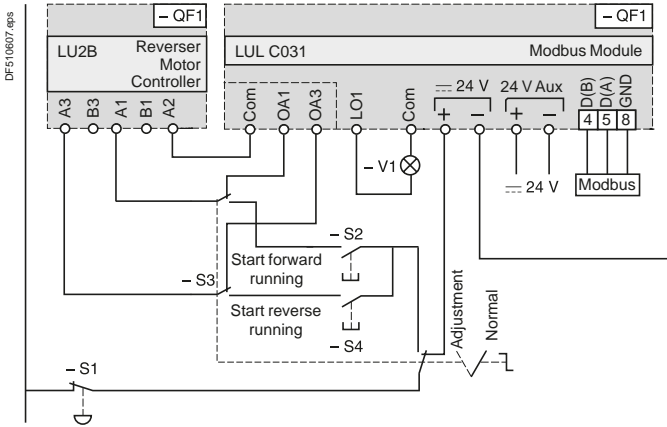 DF510607.eps
– QF1
– QF1
LU2B
Reverser
Motor
Controller
LUL C031
Modbus Module
A3
B3
A1
B1
A2
Com
OA1
OA3
LO1
Com
24 V
+
–
24 V Aux
+
–
D(B)
D(A)
GND
4
5
8
– V1
24 V
Modbus
– S2
Start forward
running
– S3
Start reverse
running
– S4
Adjustment
Normal
– S1